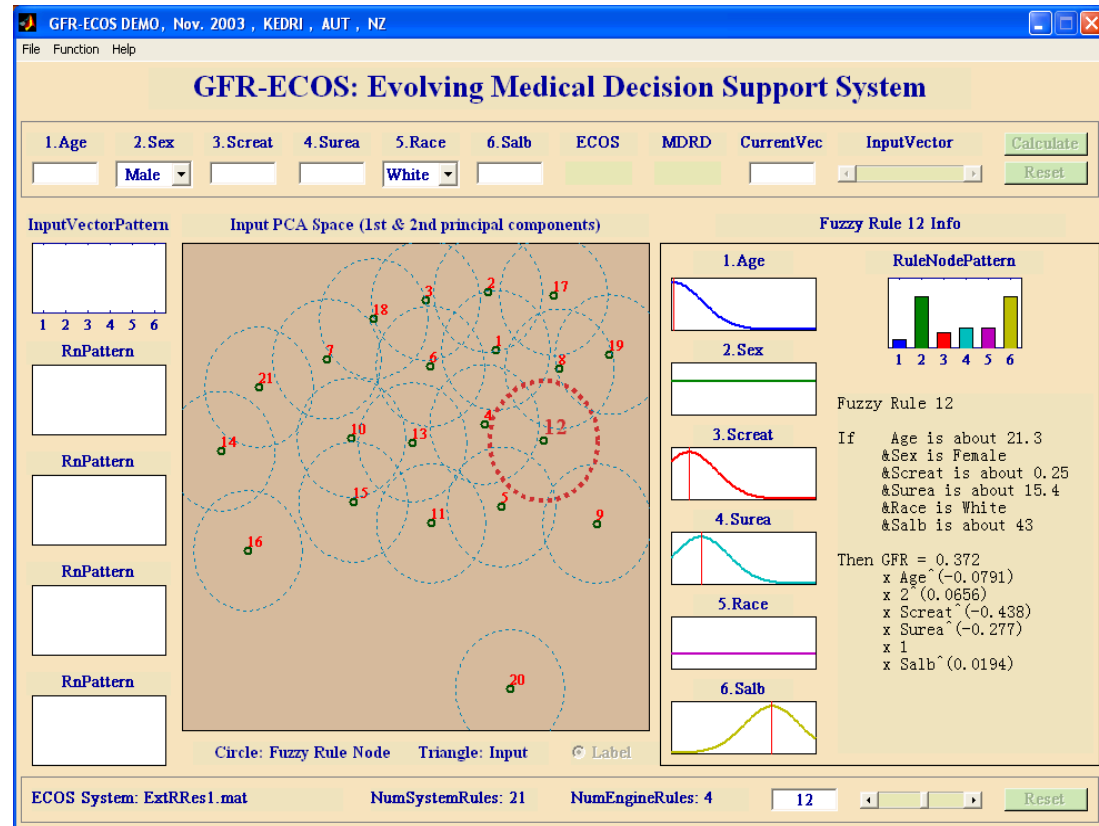 GFR-ECOS DEMO, Nov. 2003 , KEDRI , AUT , NZ
File Function Help
GFR-ECOS: Evolving Medical Decision Support System
1.Age 2.Sex 3.Screat 4.Surea 5.Race 6.Salb ECOS MDRD CurrentVec InputVector Calculate
Male White Reset
InputVectorPattern Input PCA Space (1st & 2nd principal components) Fuzzy Rule 12 Info
1 2 3 4 5 6
RnPattern
RnPattern
RnPattern
RnPattern
2
17
3
18
1
19
7
6
8
21
4
12
10
13
14
15
5
11
9
16
20
Circle: Fuzzy Rule Node Triangle: Input Label
1.Age
2.Sex
3.Screat
4.Surea
5.Race
6.Salb
RuleNodePattern
1 2 3 4 5 6
Fuzzy Rule 12
If Age is about 21.3
&Sex is Female
&Screat is about 0.25
&Surea is about 15.4
&Race is White
&Salb is about 43
Then GFR = 0.372
x Age^(-0.0791)
x 2^(0.0656)
x Screat^(-0.438)
x Surea^(-0.277)
x 1
x Salb^(0.0194)
ECOS System: ExtRRes1.mat NumSystemRules: 21 NumEngineRules: 4 12 Reset